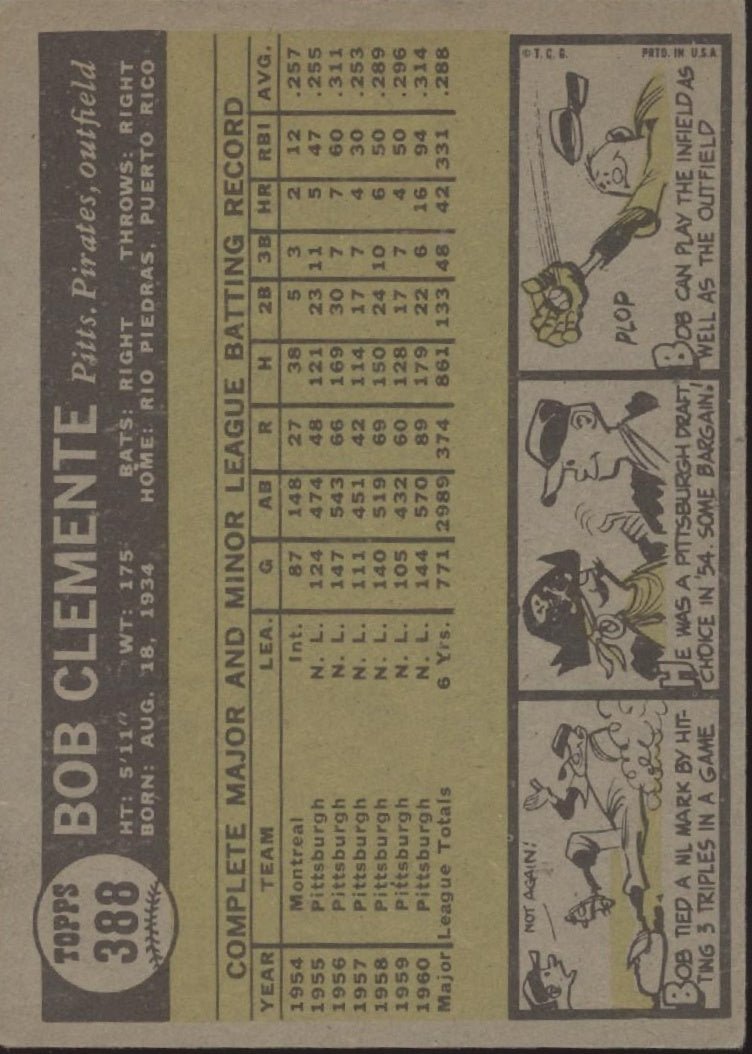 TOPPS
388
BOB CLEMENTE Pitts. Pirates, outfield
HT: 5'11" WT: 175 BATS: RIGHT THROWS: RIGHT
BORN: AUG. 18, 1934 HOME: RIO PIEDRAS, PUERTO RICO
COMPLETE MAJOR AND MINOR LEAGUE BATTING RECORD
YEAR TEAM LEA. G AB R H 2B 3B HR RBI AVG.
1954 Montreal Int. 87 148 27 38 5 3 2 12 .257
1955 Pittsburgh N. L. 124 474 48 121 23 11 5 47 .255
1956 Pittsburgh N. L. 147 543 66 169 30 7 7 60 .311
1957 Pittsburgh N. L. 111 451 42 114 17 7 4 30 .253
1958 Pittsburgh N. L. 140 519 69 150 24 10 6 50 .289
1959 Pittsburgh N. L. 105 432 60 128 17 7 4 50 .296
1960 Pittsburgh N. L. 144 570 89 179 22 6 16 94 .314
Major League Totals 6 Yrs. 771 2989 374 861 133 48 42 331 .288
NOT AGAIN!
BOB TIED A NL MARK BY HIT-
TING 3 TRIPLES IN A GAME
HE WAS A PITTSBURGH DRAFT
CHOICE IN '54. SOME BARGAIN!
© T. C. G. PRTD. IN U.S.A
PLOP
BOB CAN PLAY THE INFIELD AS
WELL AS THE OUTFIELD